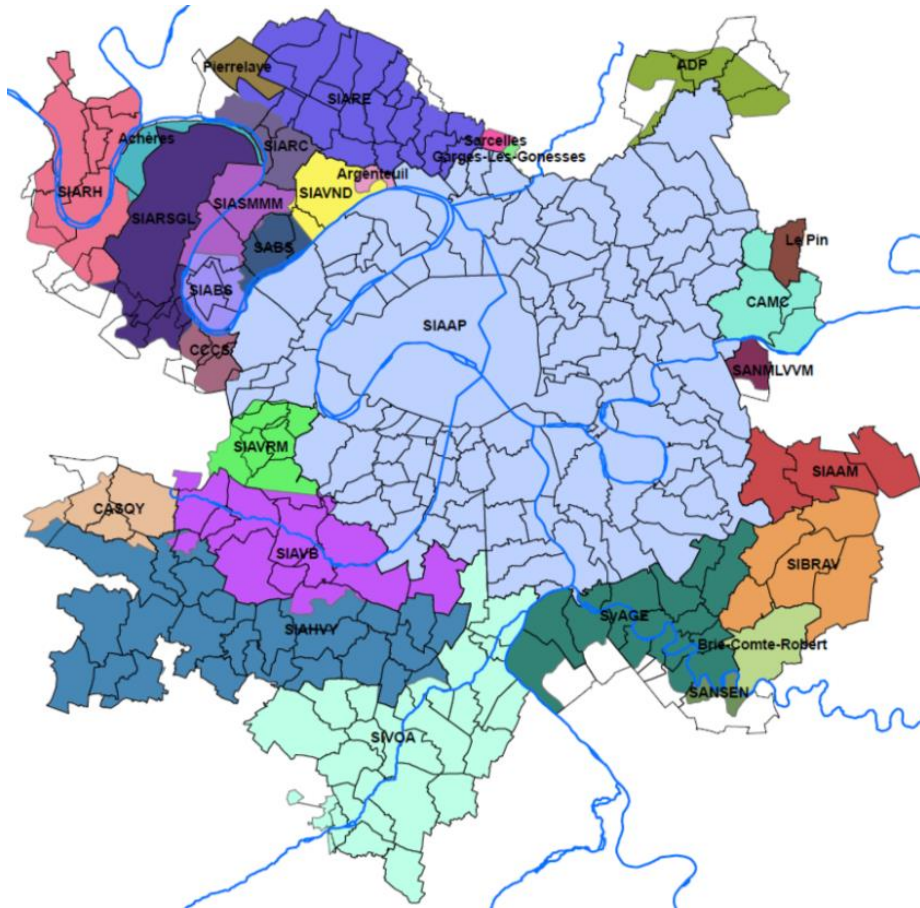 ADP
Pierrelaye
SIARE
Achères
SIARC
Sarcelles
Garges-Les-Gonesses
Argenteuil
SIARH
SIAVND
SIARSGL
SIASMMM
SABS
Le Pin
SIABS
CAMC
SIAAP
CCCS
SANMLVVM
SIAVRM
SIAAM
CASQY
SIAVB
SIBRAV
SIAHVY
SyAGE
Brie-Comte-Robert
SANSEN
SIVOA